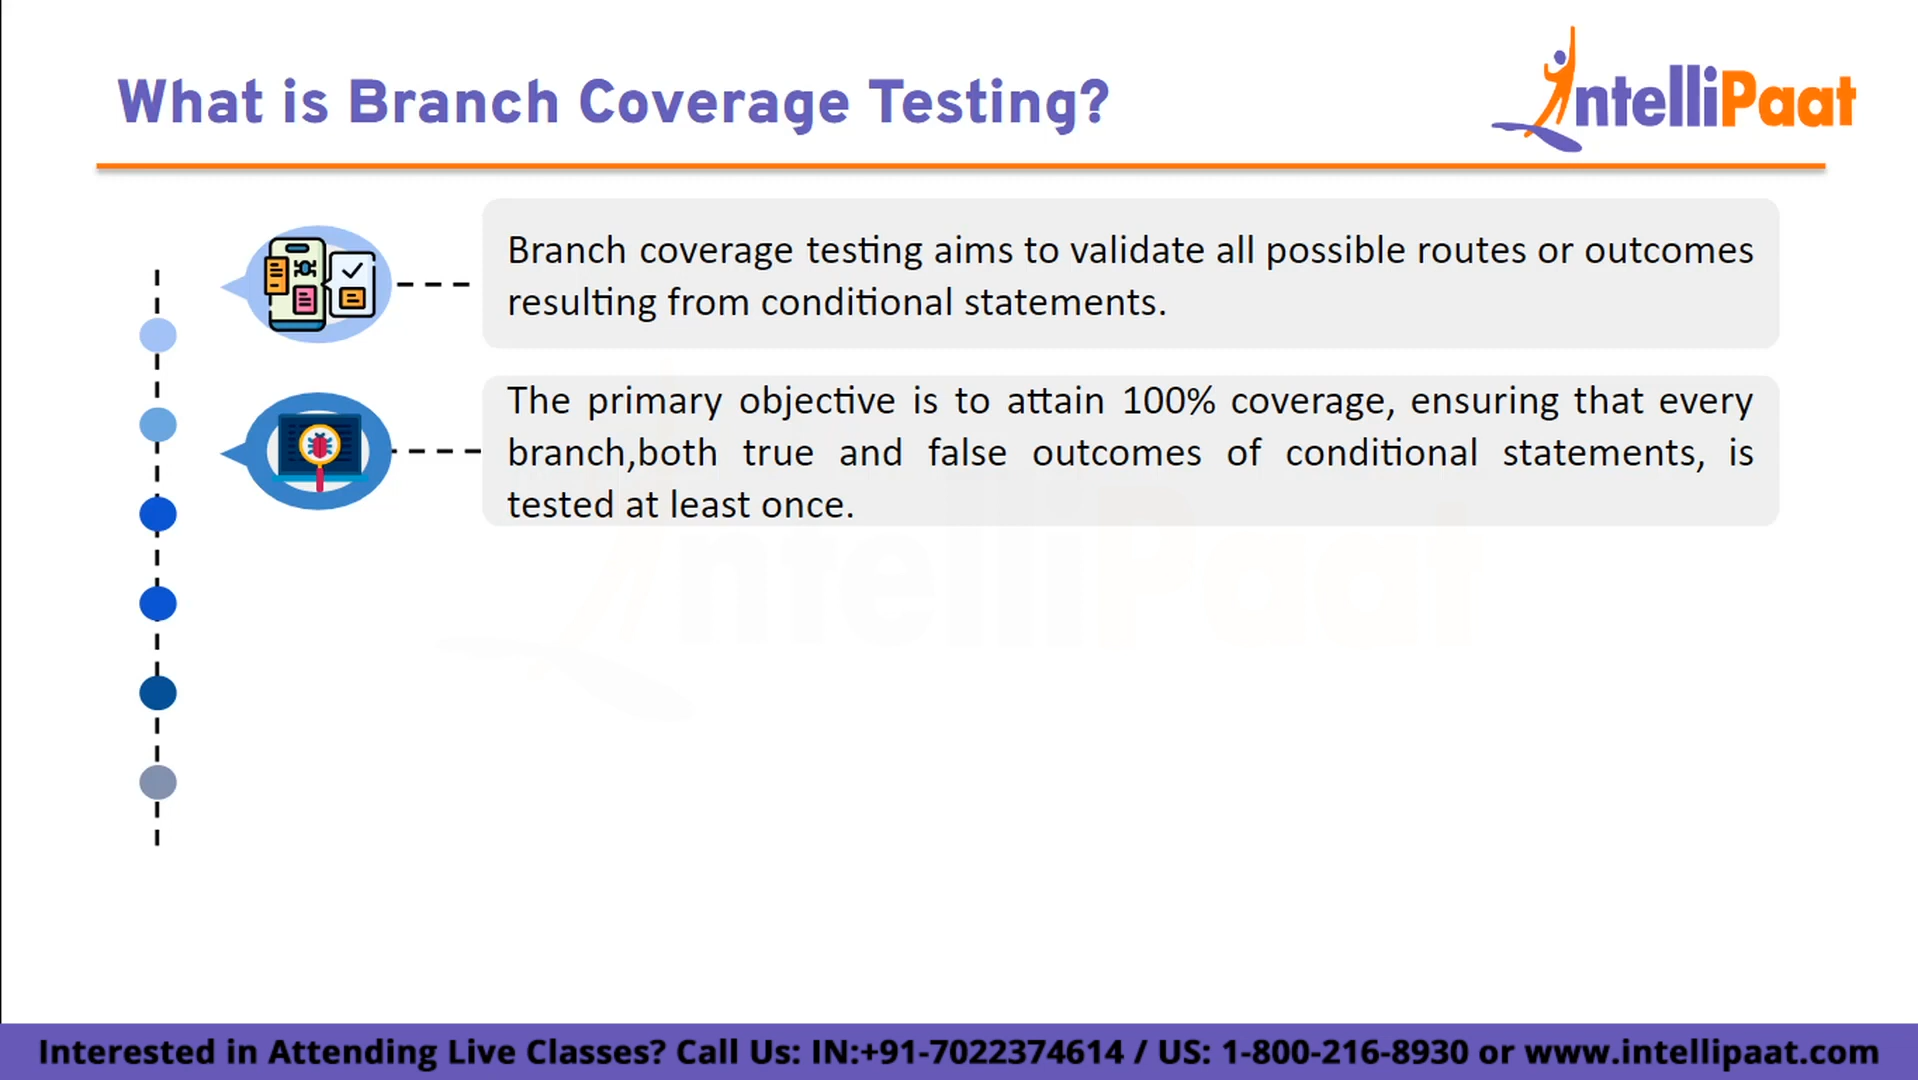 What is Branch Coverage Testing?
IntelliPaat
Branch coverage testing aims to validate all possible routes or outcomes
resulting from conditional statements.
The primary objective is to attain 100% coverage, ensuring that every
branch,both true and false outcomes of conditional statements, is
tested at least once.
IntelliPaat
Interested in Attending Live Classes? Call Us: IN:+91-7022374614 / US: 1-800-216-8930 or www.intellipaat.com